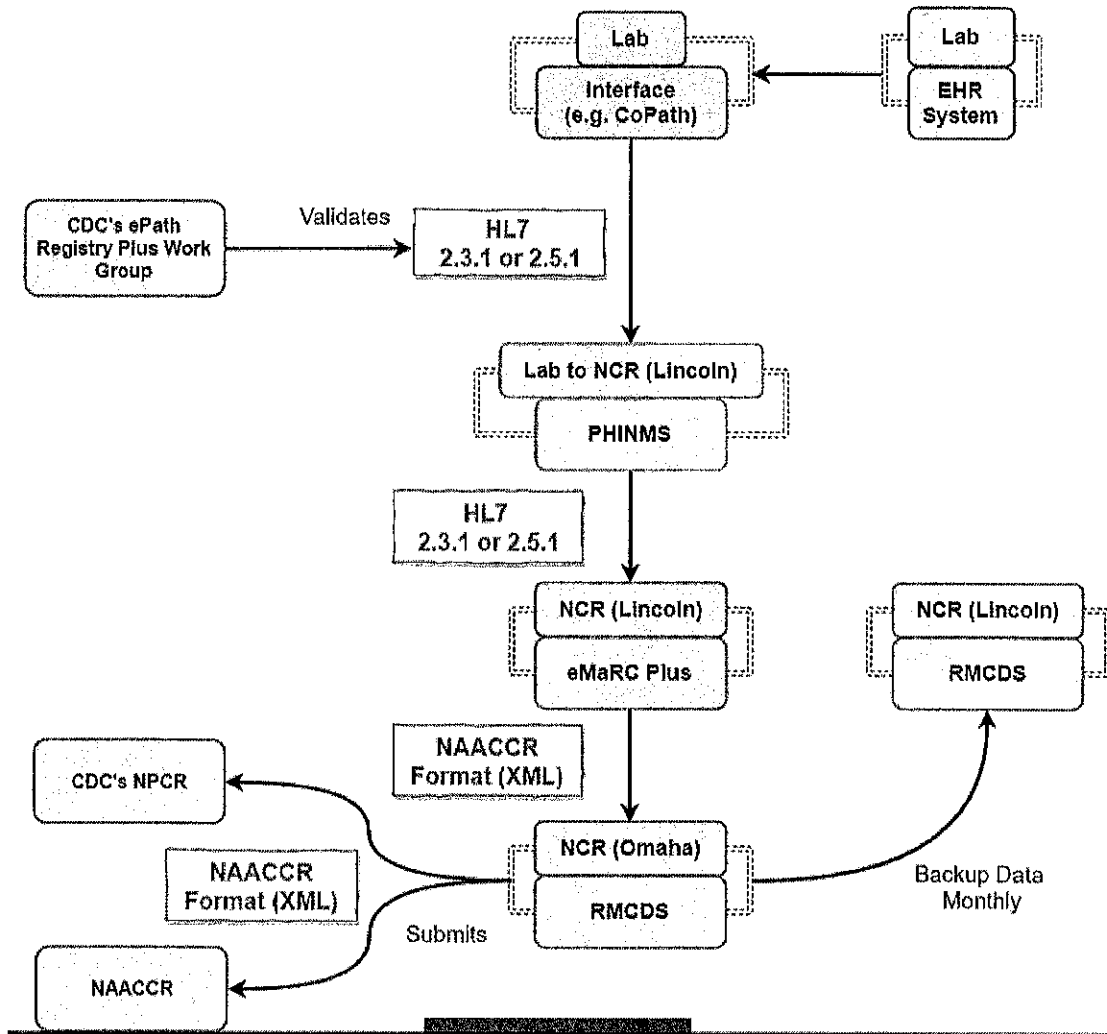 Lab
Interface
(e.g. CoPath)
Lab
EHR
System
CDC's ePath
Registry Plus Work
Group
Validates
HL7
2.3.1 or 2.5.1
Lab to NCR (Lincoln)
PHINMS
HL7
2.3.1 or 2.5.1
NCR (Lincoln)
eMaRC Plus
NCR (Lincoln)
RMCDS
NAACCR
Format (XML)
CDC's NPCR
NCR (Omaha)
RMCDS
NAACCR
Format (XML)
Submits
Backup Data
Monthly
NAACCR